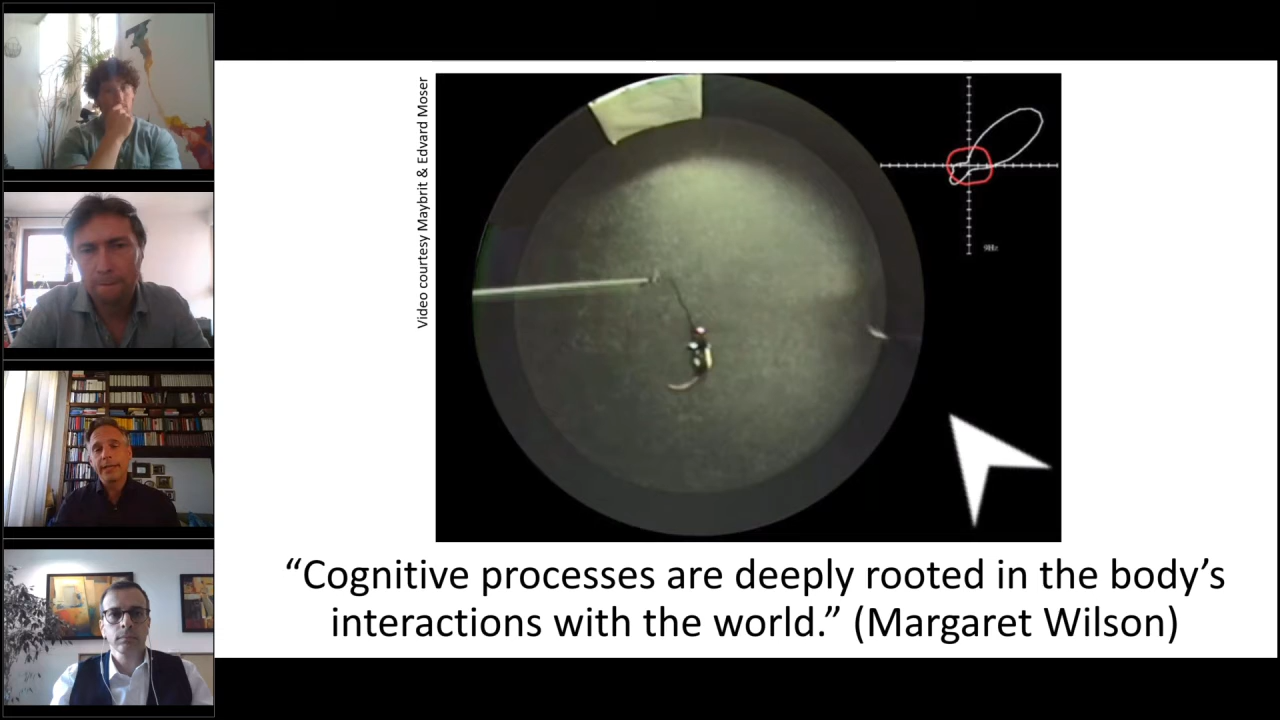 Video courtesy Maybrit & Edvard Moser
9Hz
“Cognitive processes are deeply rooted in the body’s
interactions with the world.” (Margaret Wilson)